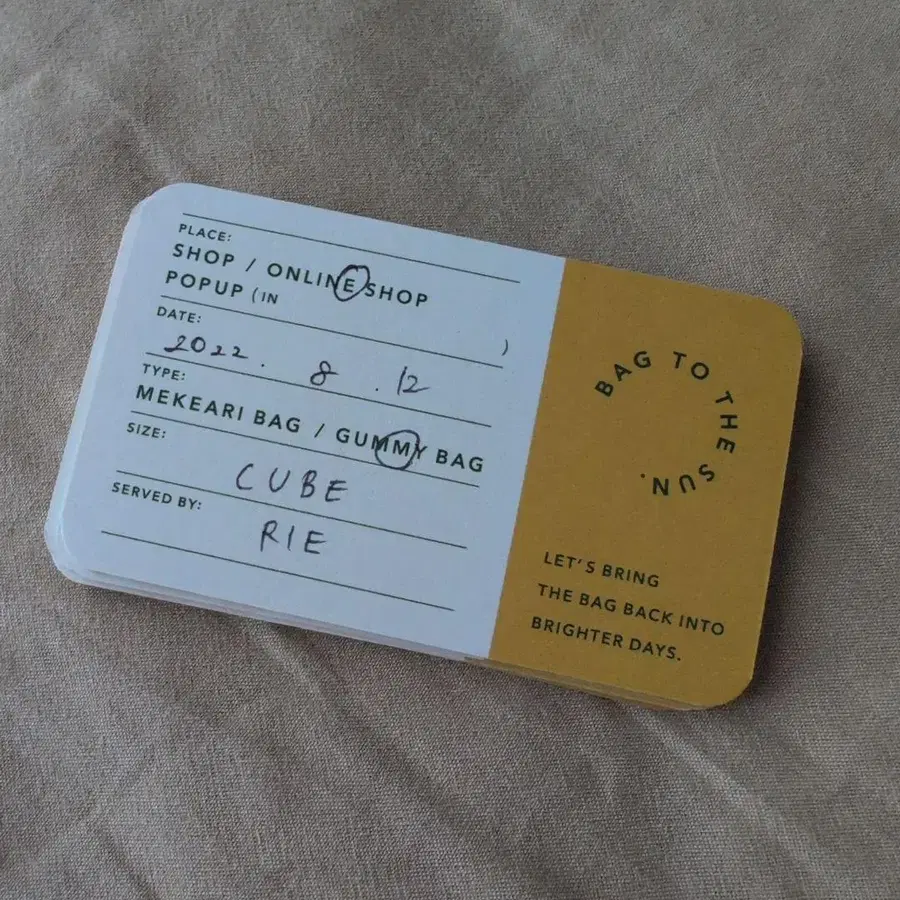 PLACE:
SHOP / ONLINE SHOP
POPUP (IN )
DATE:
2022 . 8 . 12
TYPE:
MEKEARI BAG / GUMMY BAG
SIZE:
CUBE
SERVED BY:
RIE
BAG TO THE SUN.
LET'S BRING
THE BAG BACK INTO
BRIGHTER DAYS.